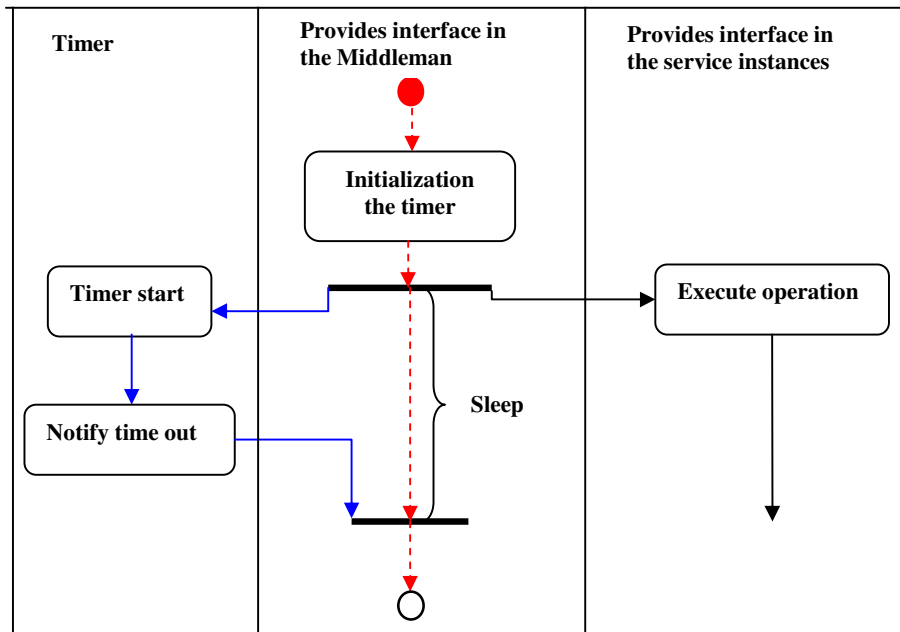 Timer
Provides interface in
the Middleman
Provides interface in
the service instances
Initialization
the timer
Timer start
Execute operation
Notify time out
Sleep